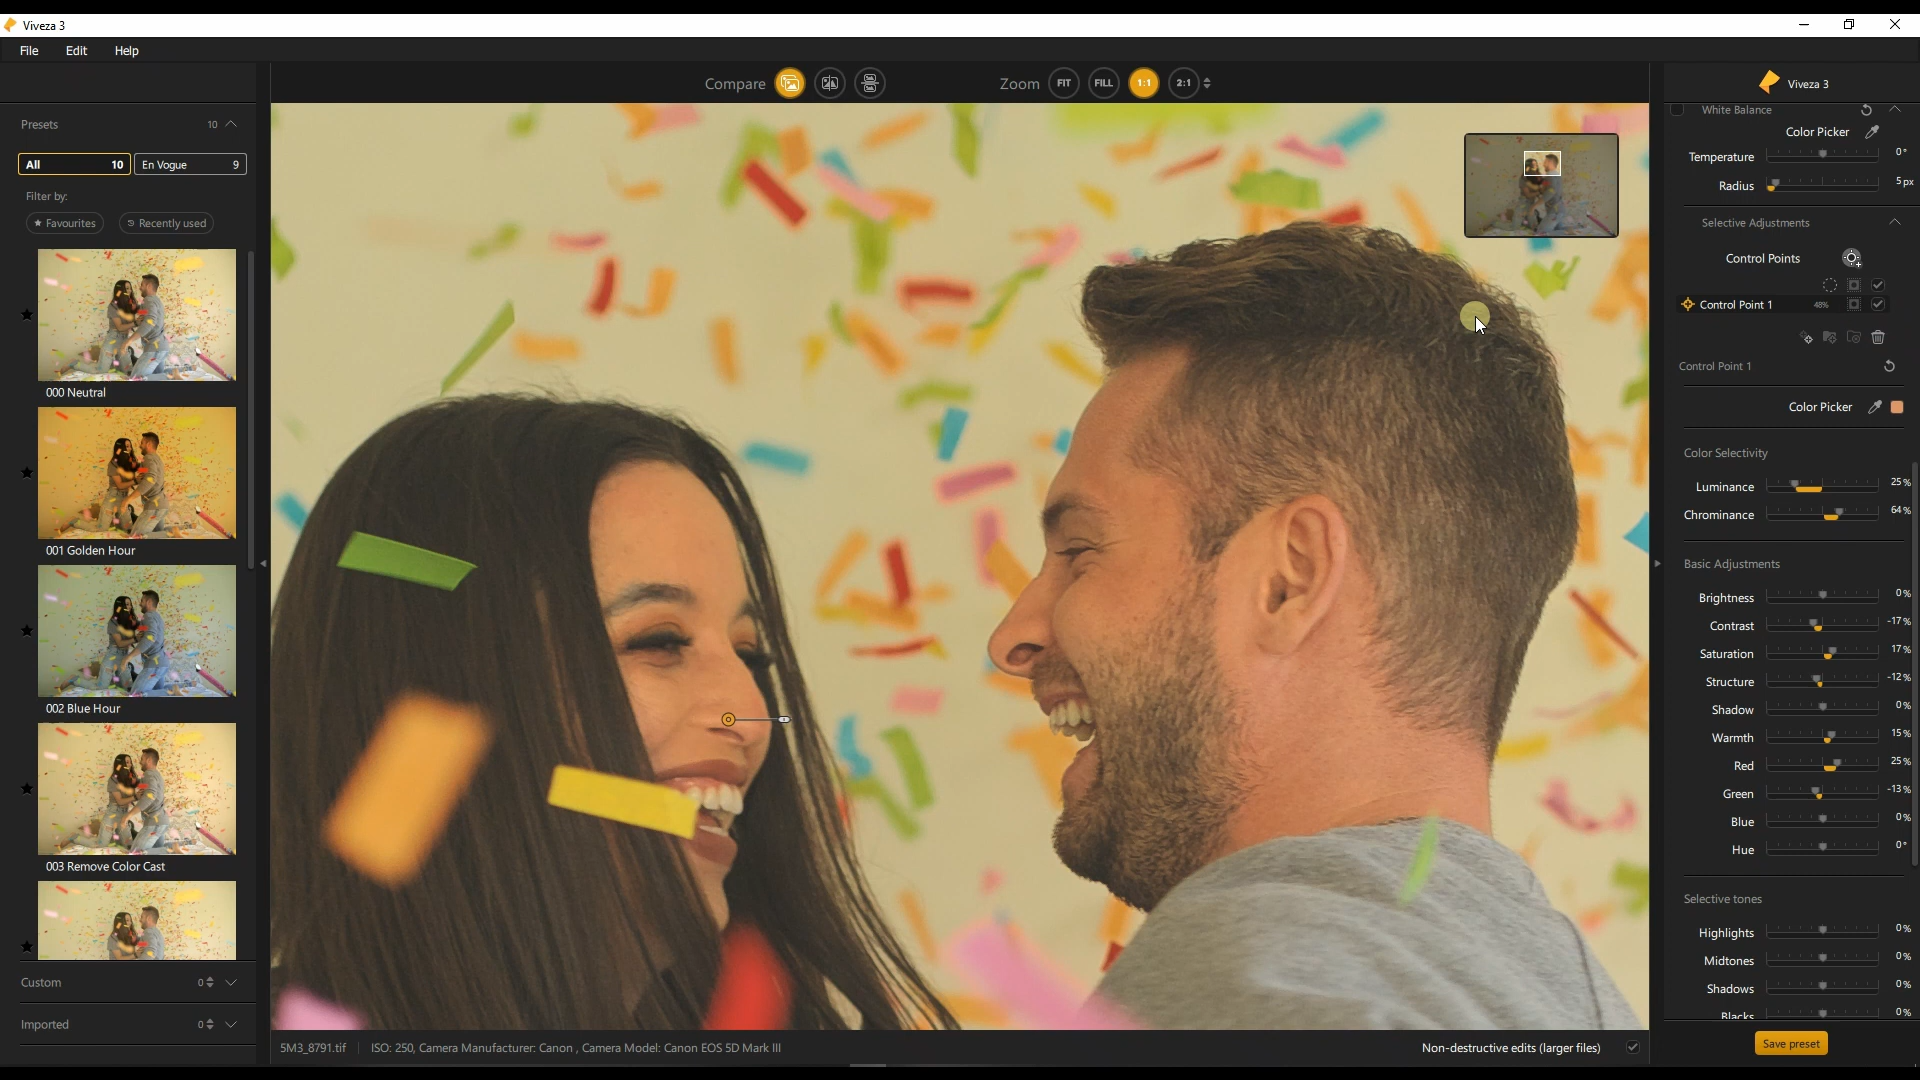 Viveza 3
File Edit Help
Compare Zoom FIT FILL 1:1 2:1
Viveza 3
Presets 10
All 10 En Vogue 9
Filter by:
★ Favourites Recently used
000 Neutral
001 Golden Hour
002 Blue Hour
003 Remove Color Cast
Custom 0
Imported 0
White Balance
Color Picker
Temperature 0°
Radius 5 px
Selective Adjustments
Control Points
Control Point 1 48%
Control Point 1
Color Picker
Color Selectivity
Luminance 25%
Chrominance 64%
Basic Adjustments
Brightness 0%
Contrast -17%
Saturation 17%
Structure -12%
Shadow 0%
Warmth 15%
Red 25%
Green -13%
Blue 0%
Hue 0°
Selective tones
Highlights 0%
Midtones 0%
Shadows 0%
Blacks 0%
Save preset
5M3_8791.tif ISO: 250, Camera Manufacturer: Canon , Camera Model: Canon EOS 5D Mark III
Non-destructive edits (larger files)